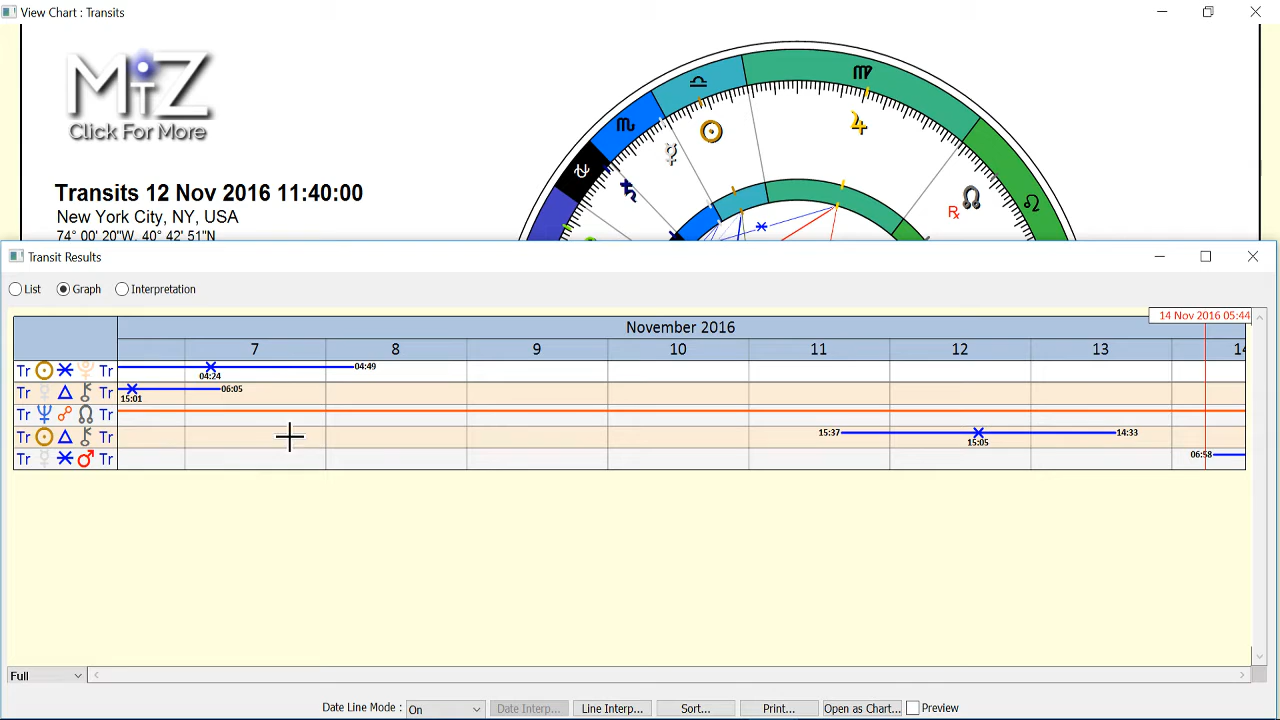 View Chart : Transits
MTZ
Click For More
Transits 12 Nov 2016 11:40:00
New York City, NY, USA
74° 00' 20"W, 40° 42' 51"N
Transit Results
List Graph Interpretation
14 Nov 2016 05:44
November 2016
7 8 9 10 11 12 13 14
Tr Tr 04:24 04:49
Tr Tr 15:01 06:05
Tr Tr
Tr Tr 15:37 15:05 14:33
Tr Tr 06:58
Full
Date Line Mode : On Date Interp... Line Interp... Sort... Print... Open as Chart... Preview